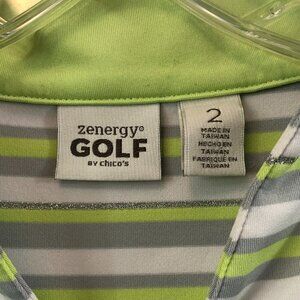 zenergy®
GOLF
BY CHICO'S
2
MADE IN
TAIWAN
HECHO EN
TAIWAN
FABRIQUÉ EN
TAIWAN